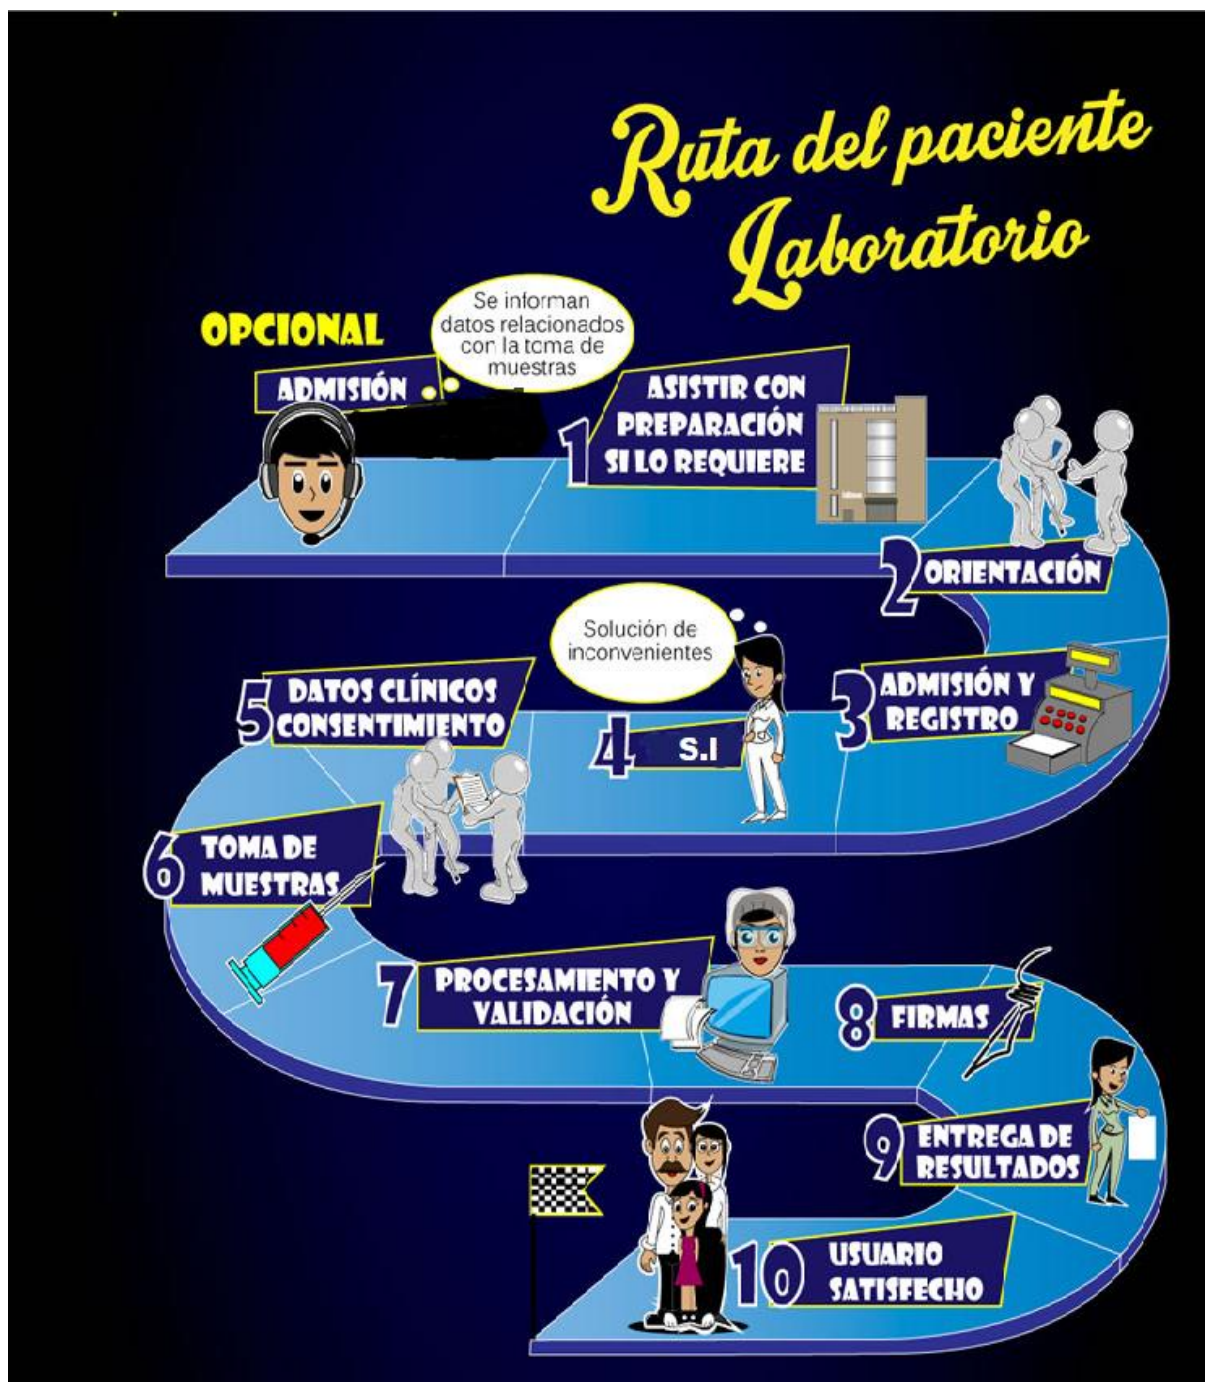 Ruta del paciente
Laboratorio
OPCIONAL
ADMISIÓN
Se informan
datos relacionados
con la toma de
muestras
1
ASISTIR CON
PREPARACIÓN
SI LO REQUIERE
2
ORIENTACIÓN
3
ADMISIÓN Y
REGISTRO
Solución de
inconvenientes
4
S.I
5
DATOS CLÍNICOS
CONSENTIMIENTO
6
TOMA DE
MUESTRAS
7
PROCESAMIENTO Y
VALIDACIÓN
8
FIRMAS
9
ENTREGA DE
RESULTADOS
10
USUARIO
SATISFECHO